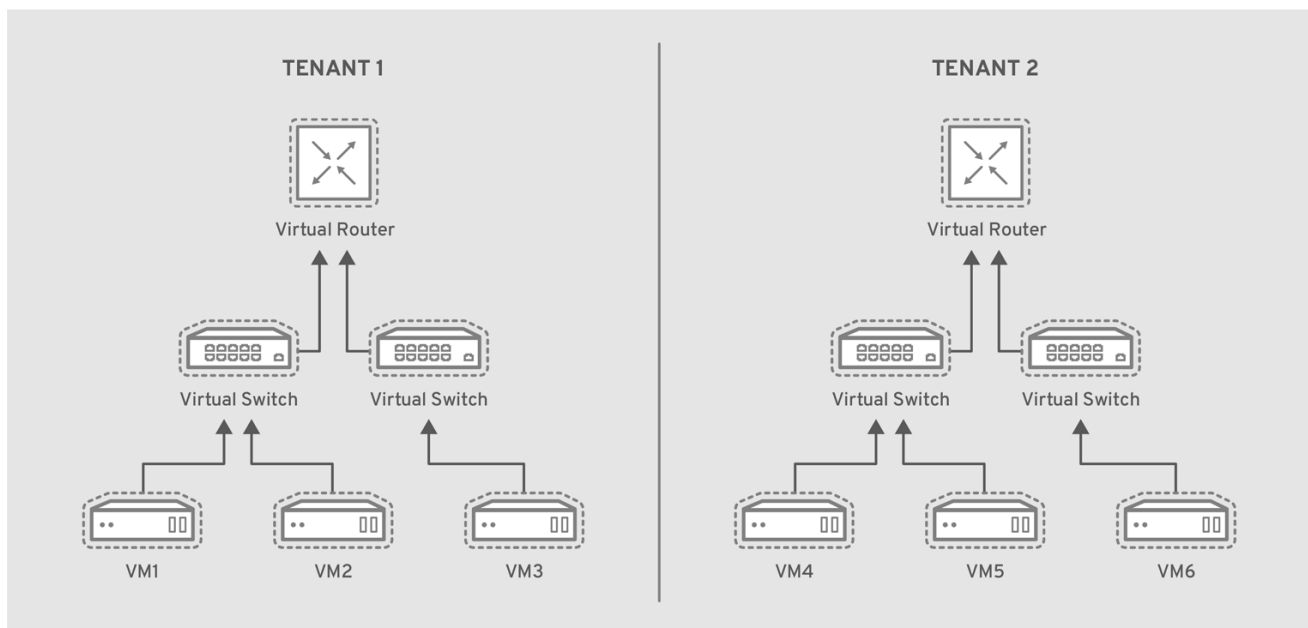 TENANT 1
TENANT 2
Virtual Router
Virtual Router
Virtual Switch
Virtual Switch
Virtual Switch
Virtual Switch
VM1
VM2
VM3
VM4
VM5
VM6